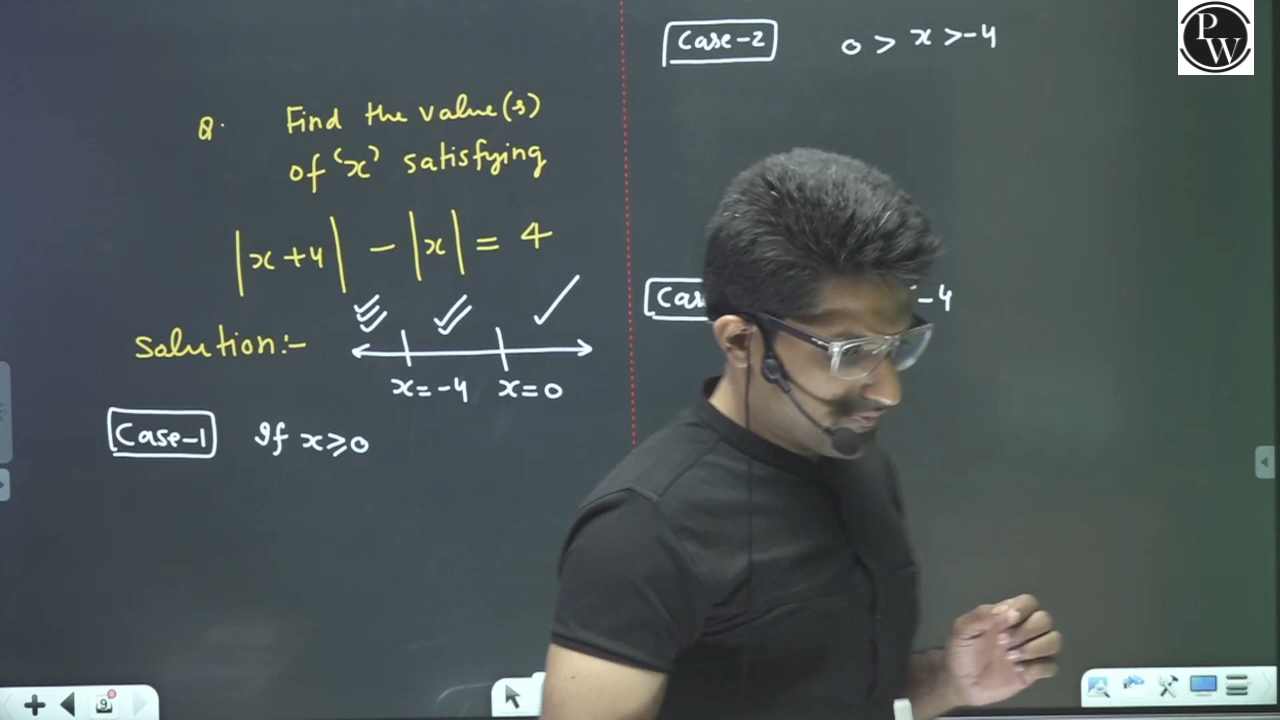 Q. Find the value(s)
of 'x' satisfying
|x+4| - |x| = 4
Solution:-
x=-4 x=0
Case-1 If x≥0
Case-2 0 > x >-4
-4
PW
9